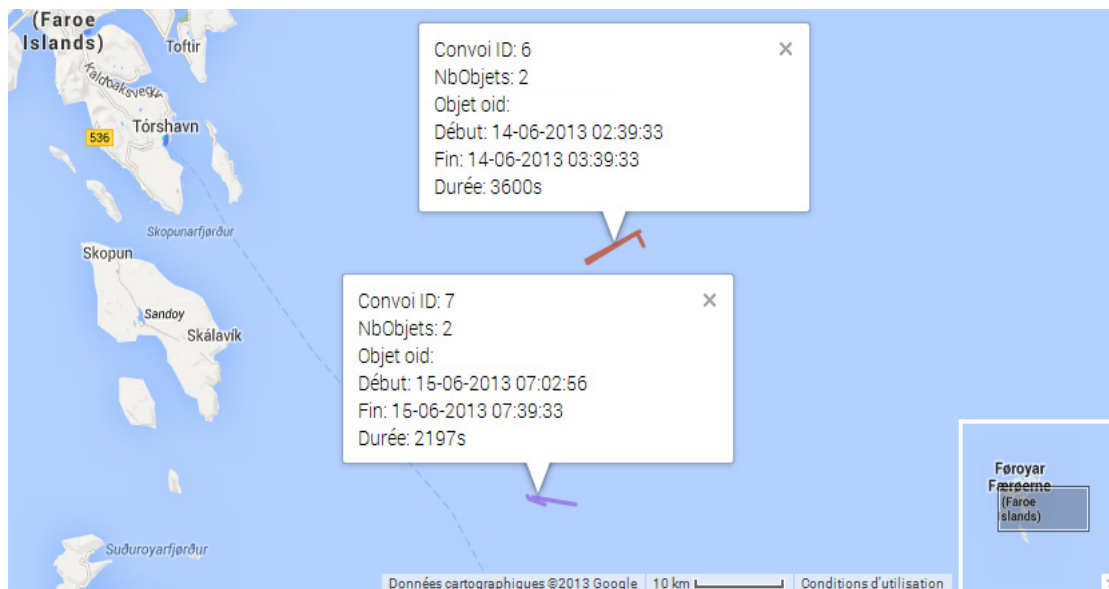 (Faroe
Islands)
Toftir
Kaldbaksvegur
Tórshavn
536
Skopunarfjørður
Skopun
Sandoy
Skálavík
Suðuroyarfjørður
Convoi ID: 6
NbObjets: 2
Objet oid:
Début: 14-06-2013 02:39:33
Fin: 14-06-2013 03:39:33
Durée: 3600s
Convoi ID: 7
NbObjets: 2
Objet oid:
Début: 15-06-2013 07:02:56
Fin: 15-06-2013 07:39:33
Durée: 2197s
Føroyar
Færøerne
(Faroe
Islands)
Données cartographiques ©2013 Google
10 km
Conditions d'utilisation